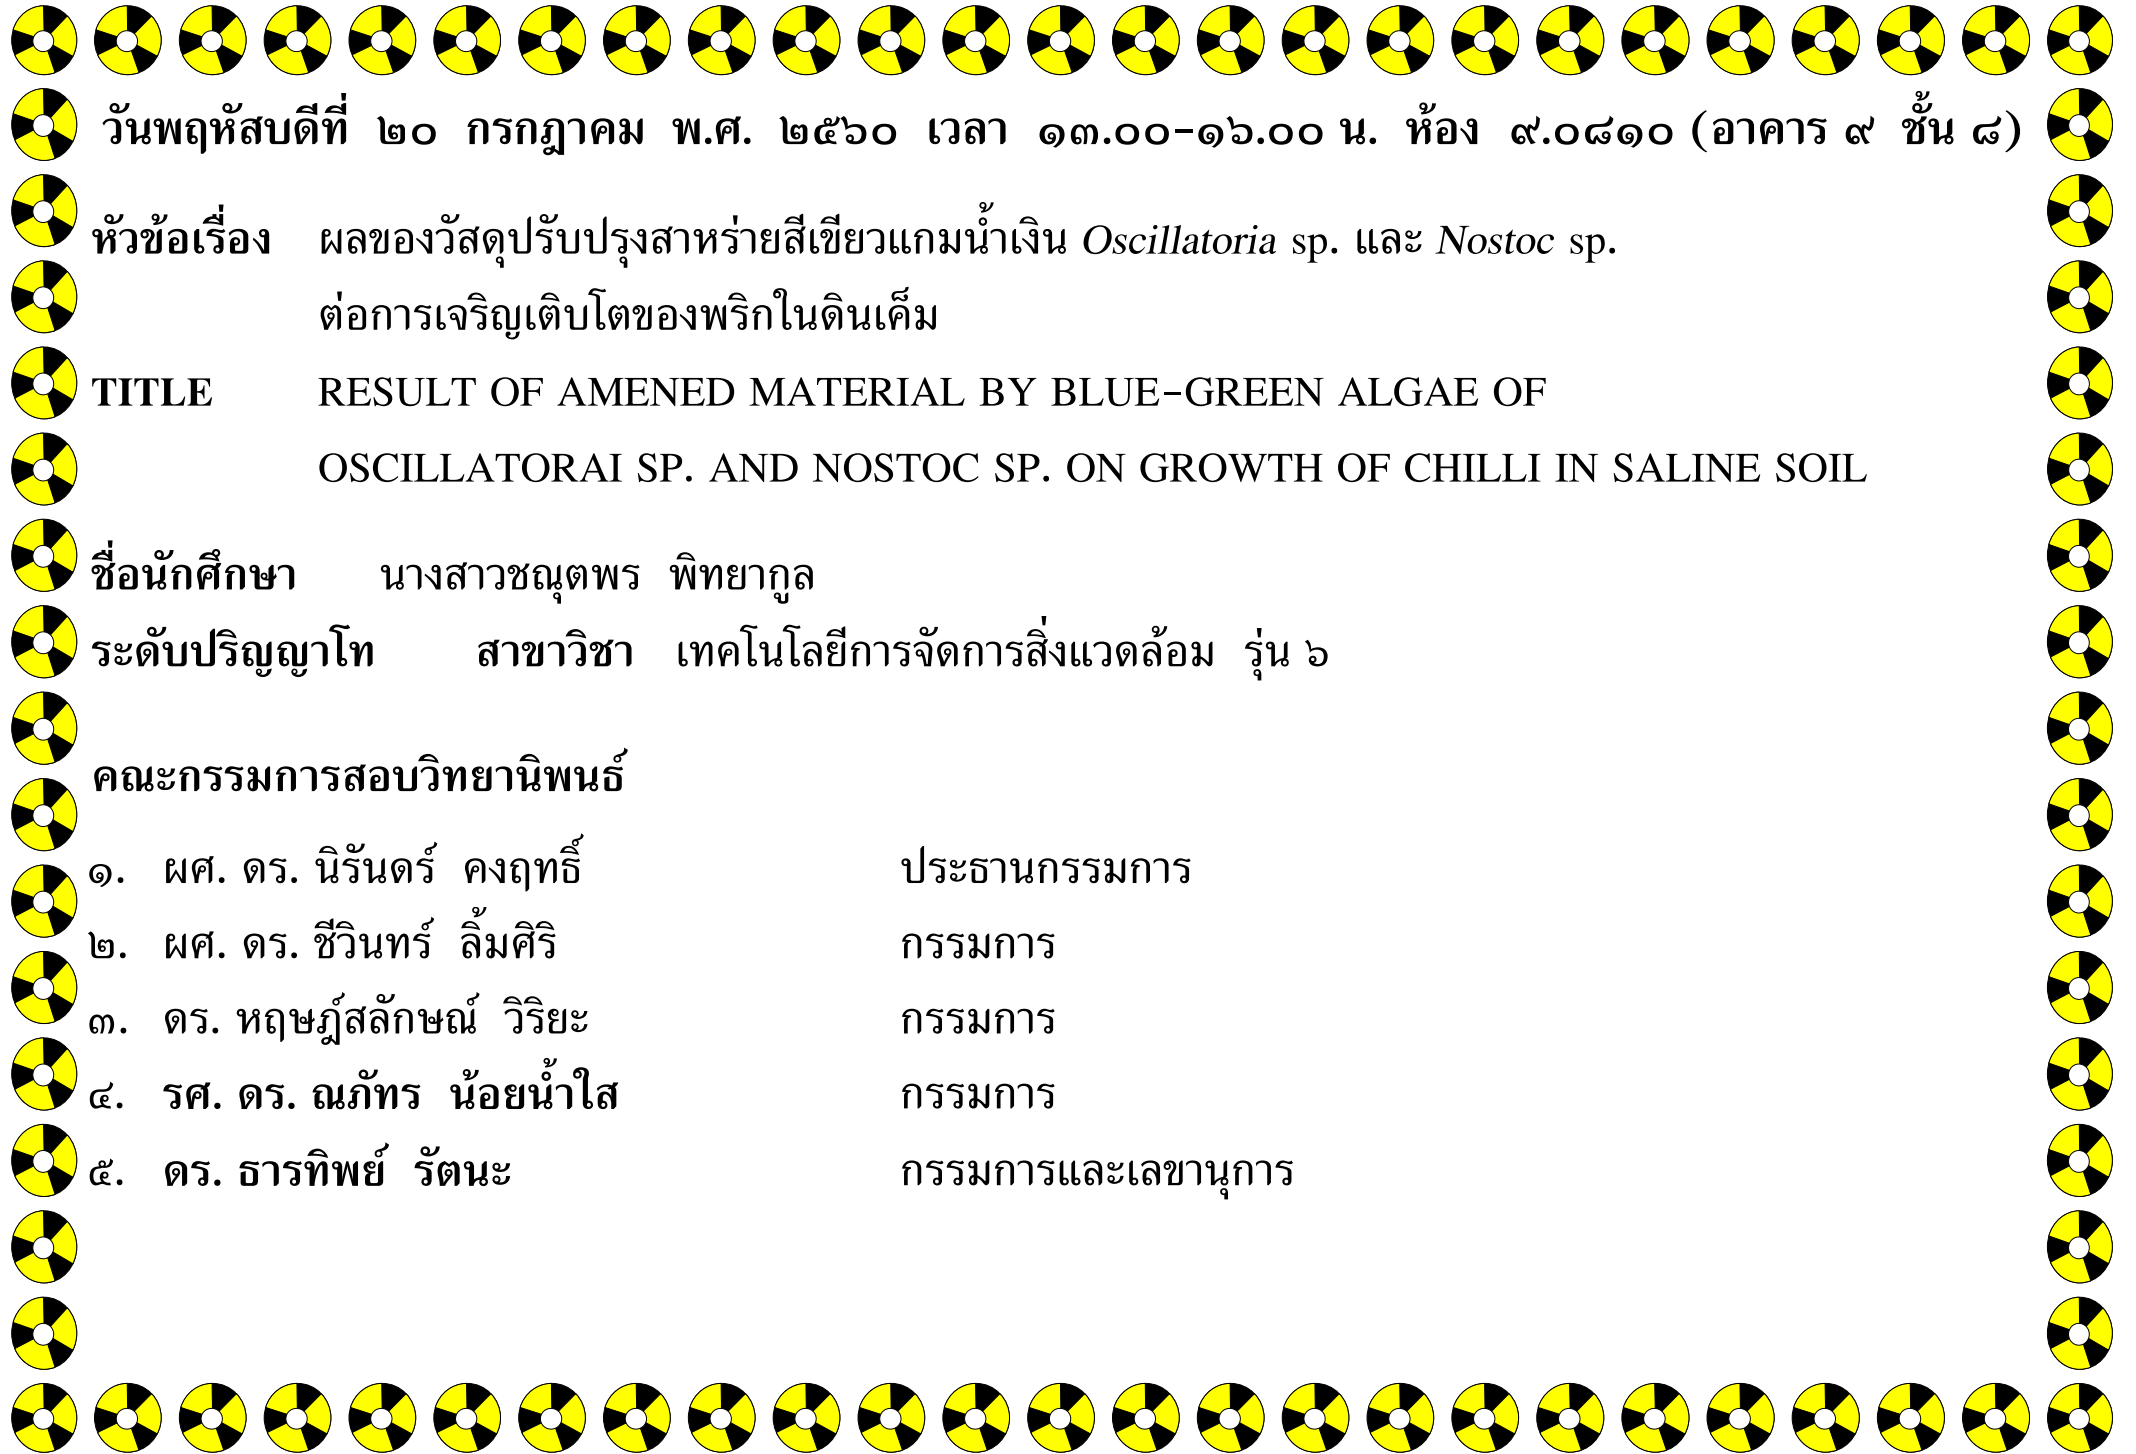 วันพฤหัสบดีที่ ๒๐ กรกฎาคม พ.ศ. ๒๕๖๐ เวลา ๑๓.๐๐-๑๖.๐๐ น. ห้อง ๙.๐๘๑๐ (อาคาร ๙ ชั้น ๘)
หัวข้อเรื่อง ผลของวัสดุปรับปรุงสาหร่ายสีเขียวแกมน้ำเงิน Oscillatoria sp. และ Nostoc sp.
ต่อการเจริญเติบโตของพริกในดินเค็ม
TITLE RESULT OF AMENED MATERIAL BY BLUE-GREEN ALGAE OF
OSCILLATORAI SP. AND NOSTOC SP. ON GROWTH OF CHILLI IN SALINE SOIL
ชื่อนักศึกษา นางสาวชณุตพร พิทยากูล
ระดับปริญญาโท สาขาวิชา เทคโนโลยีการจัดการสิ่งแวดล้อม รุ่น ๖
คณะกรรมการสอบวิทยานิพนธ์
๑. ผศ. ดร. นิรันดร์ คงฤทธิ์ ประธานกรรมการ
๒. ผศ. ดร. ชีวินทร์ ลิ้มศิริ กรรมการ
๓. ดร. หฤษฎ์สลักษณ์ วิริยะ กรรมการ
๔. รศ. ดร. ณภัทร น้อยน้ำใส กรรมการ
๕. ดร. ธารทิพย์ รัตนะ กรรมการและเลขานุการ